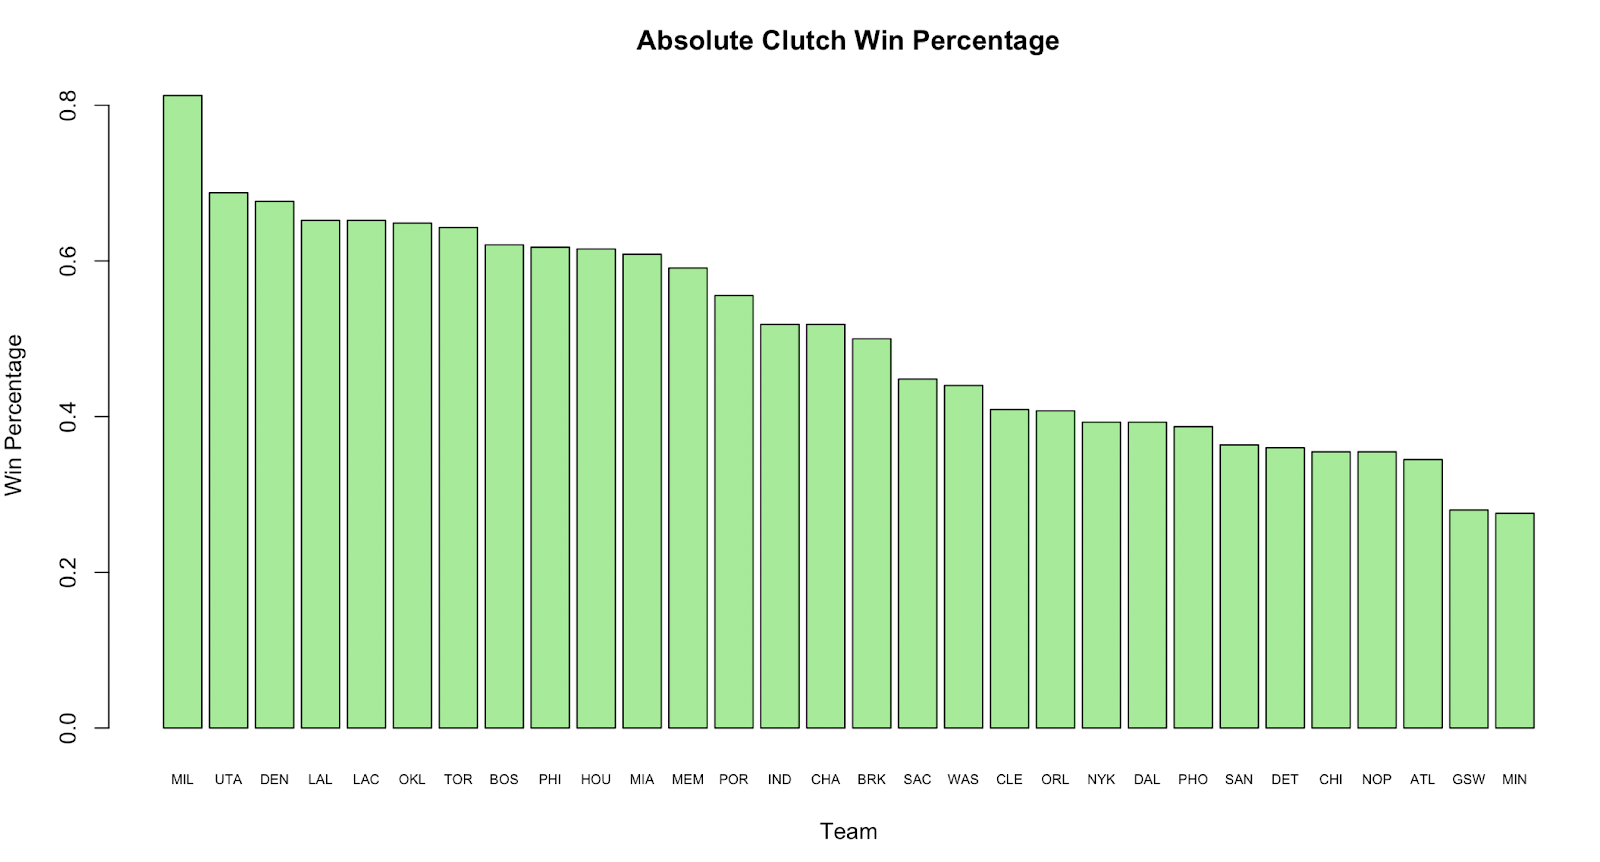 Absolute Clutch Win Percentage
Win Percentage
0.8
0.6
0.4
0.2
0.0
MIL UTA DEN LAL LAC OKL TOR BOS PHI HOU MIA MEM POR IND CHA BRK SAC WAS CLE ORL NYK DAL PHO SAN DET CHI NOP ATL GSW MIN
Team